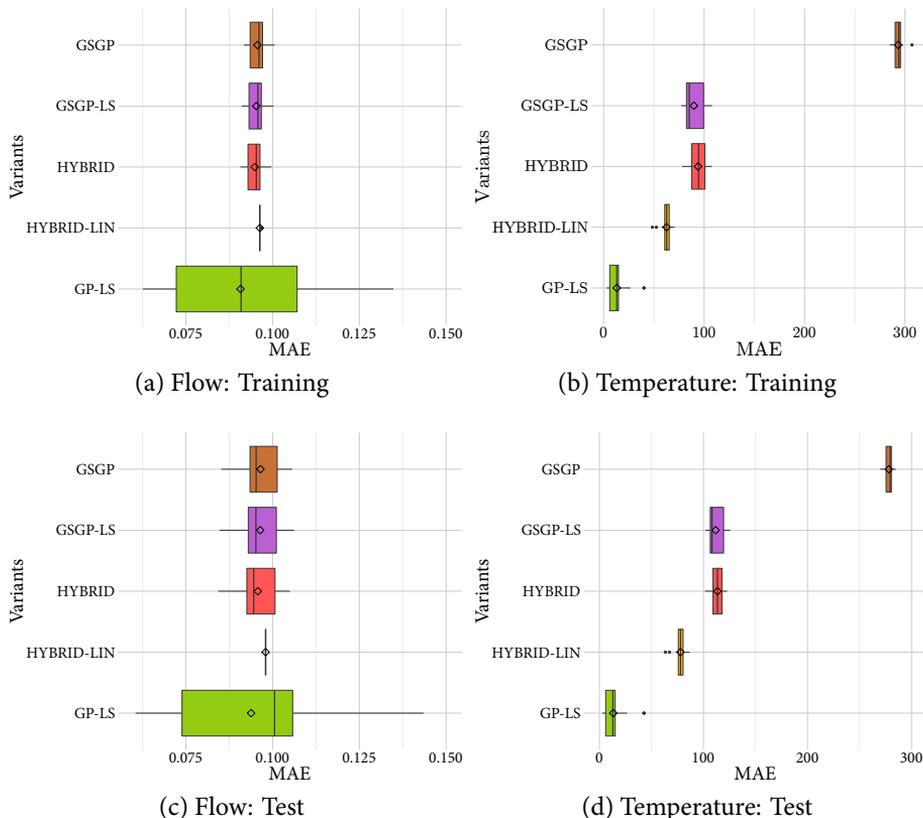 Variants
GSGP
GSGP-LS
HYBRID
HYBRID-LIN
GP-LS
0.075 0.100 0.125 0.150
MAE
(a) Flow: Training
Variants
GSGP
GSGP-LS
HYBRID
HYBRID-LIN
GP-LS
0 100 200 300
MAE
(b) Temperature: Training
Variants
GSGP
GSGP-LS
HYBRID
HYBRID-LIN
GP-LS
0.075 0.100 0.125 0.150
MAE
(c) Flow: Test
Variants
GSGP
GSGP-LS
HYBRID
HYBRID-LIN
GP-LS
0 100 200 300
MAE
(d) Temperature: Test